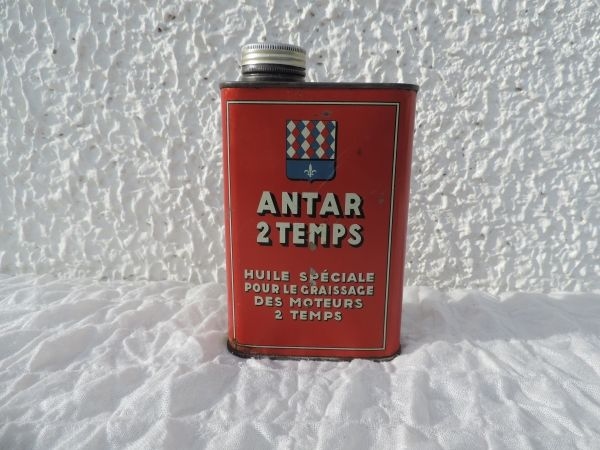 ANTAR
2 TEMPS
HUILE SPÉCIALE
POUR LE GRAISSAGE
DES MOTEURS
2 TEMPS